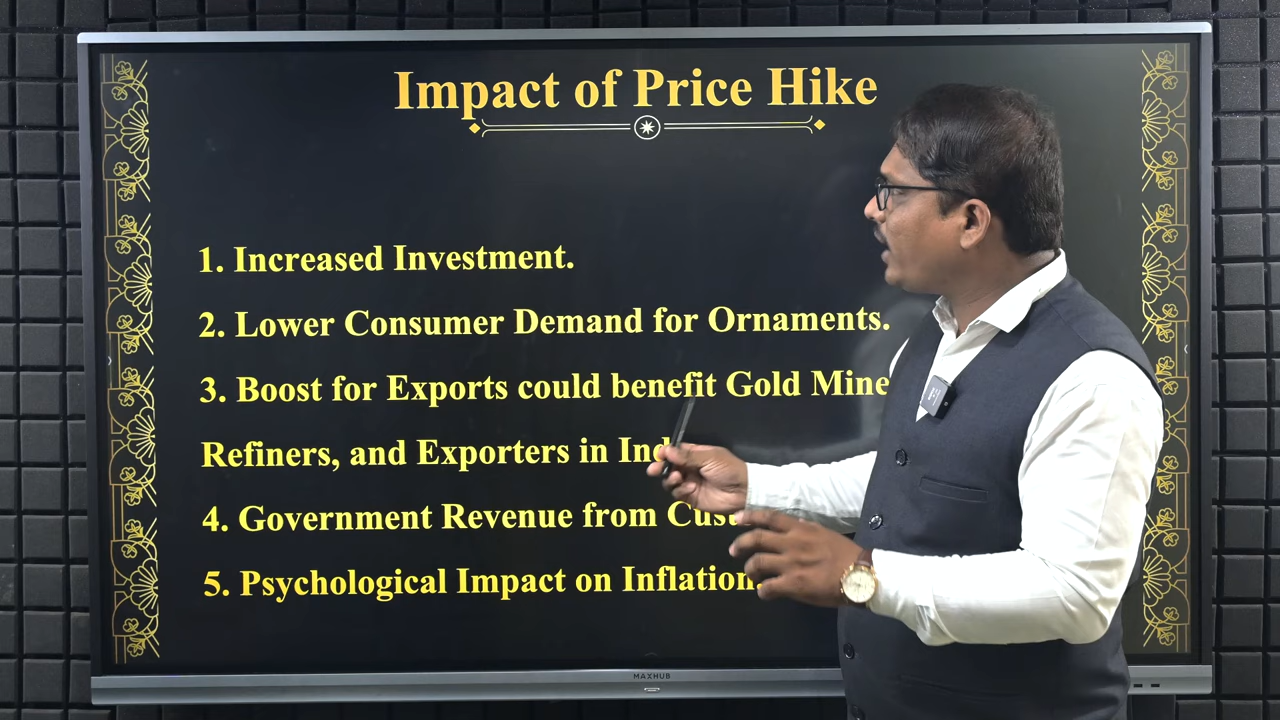 Impact of Price Hike
1. Increased Investment.
2. Lower Consumer Demand for Ornaments.
3. Boost for Exports could benefit Gold
Refiners, and Exporters in
4. Government Revenue from
5. Psychological Impact on Inflation.
MAXHUB